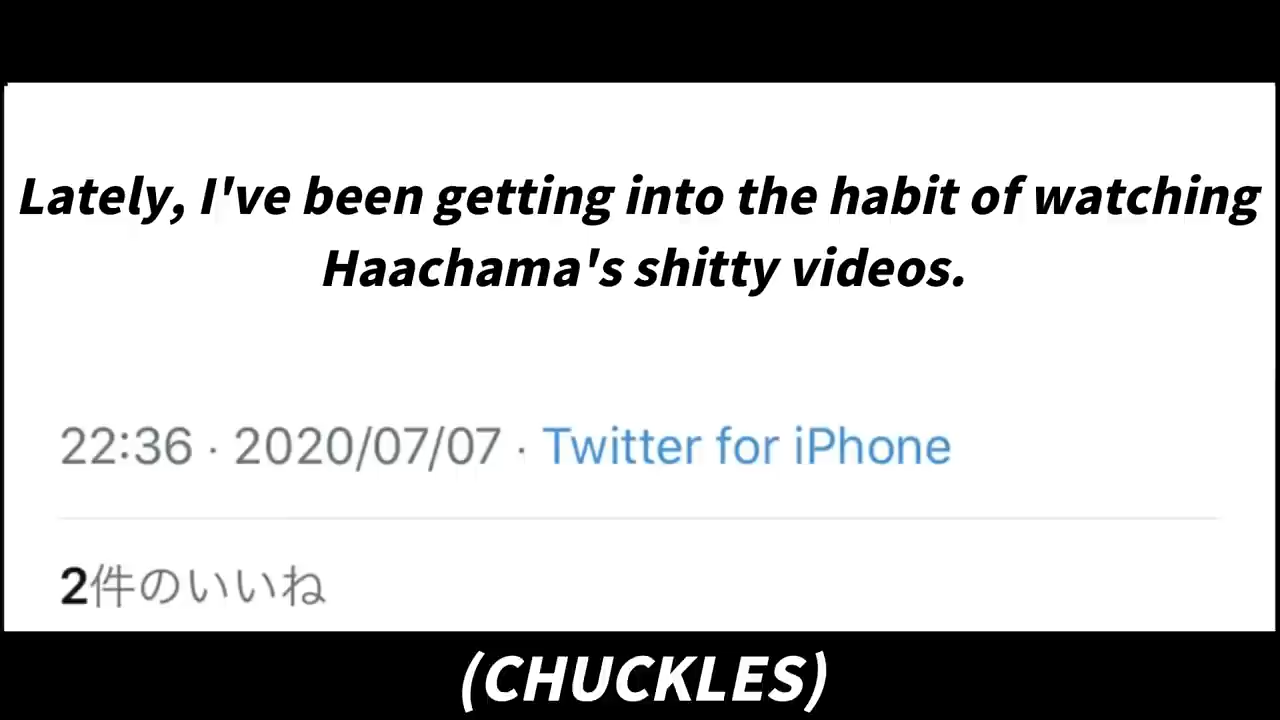 Lately, I've been getting into the habit of watching
Haachama's shitty videos.
22:36 · 2020/07/07 · Twitter for iPhone
2件のいいね
(CHUCKLES)